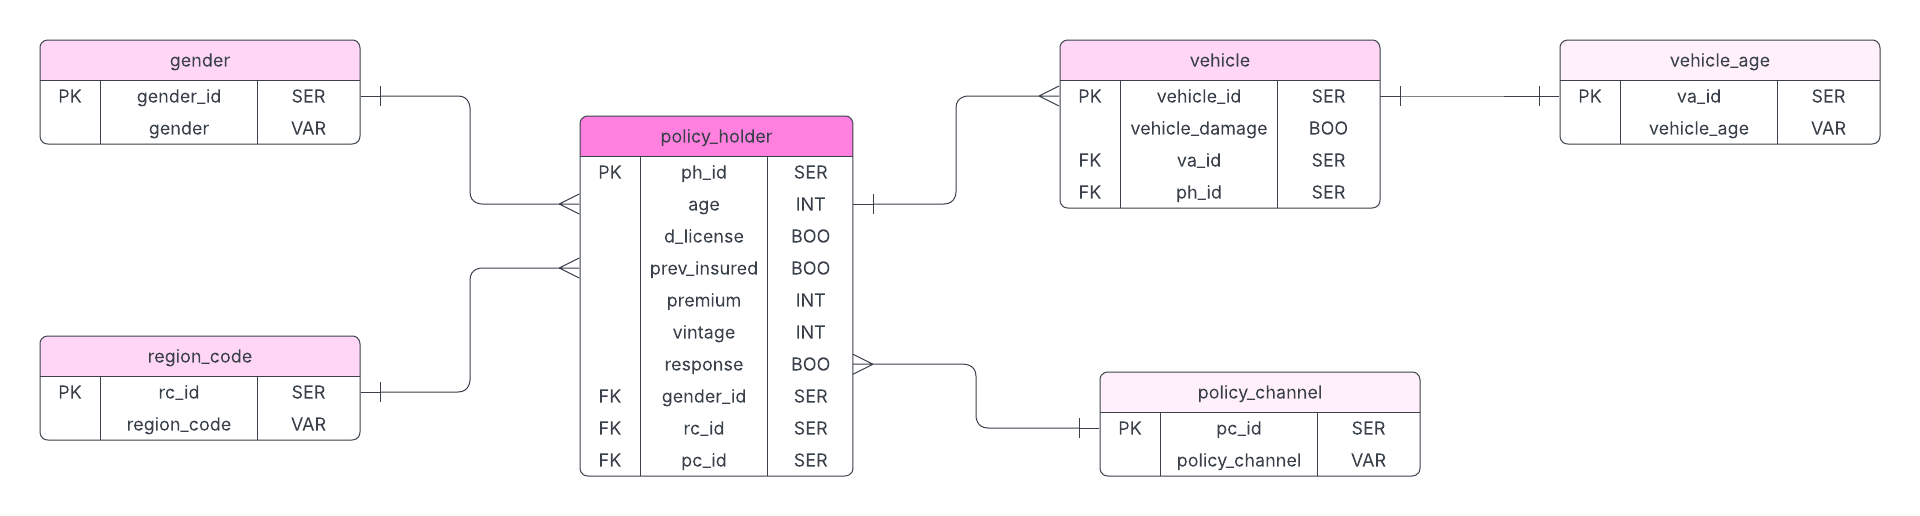 gender
PK gender_id SER
gender VAR
region_code
PK rc_id SER
region_code VAR
policy_holder
PK ph_id SER
age INT
d_license BOO
prev_insured BOO
premium INT
vintage INT
response BOO
FK gender_id SER
FK rc_id SER
FK pc_id SER
vehicle
PK vehicle_id SER
vehicle_damage BOO
FK va_id SER
FK ph_id SER
vehicle_age
PK va_id SER
vehicle_age VAR
policy_channel
PK pc_id SER
policy_channel VAR